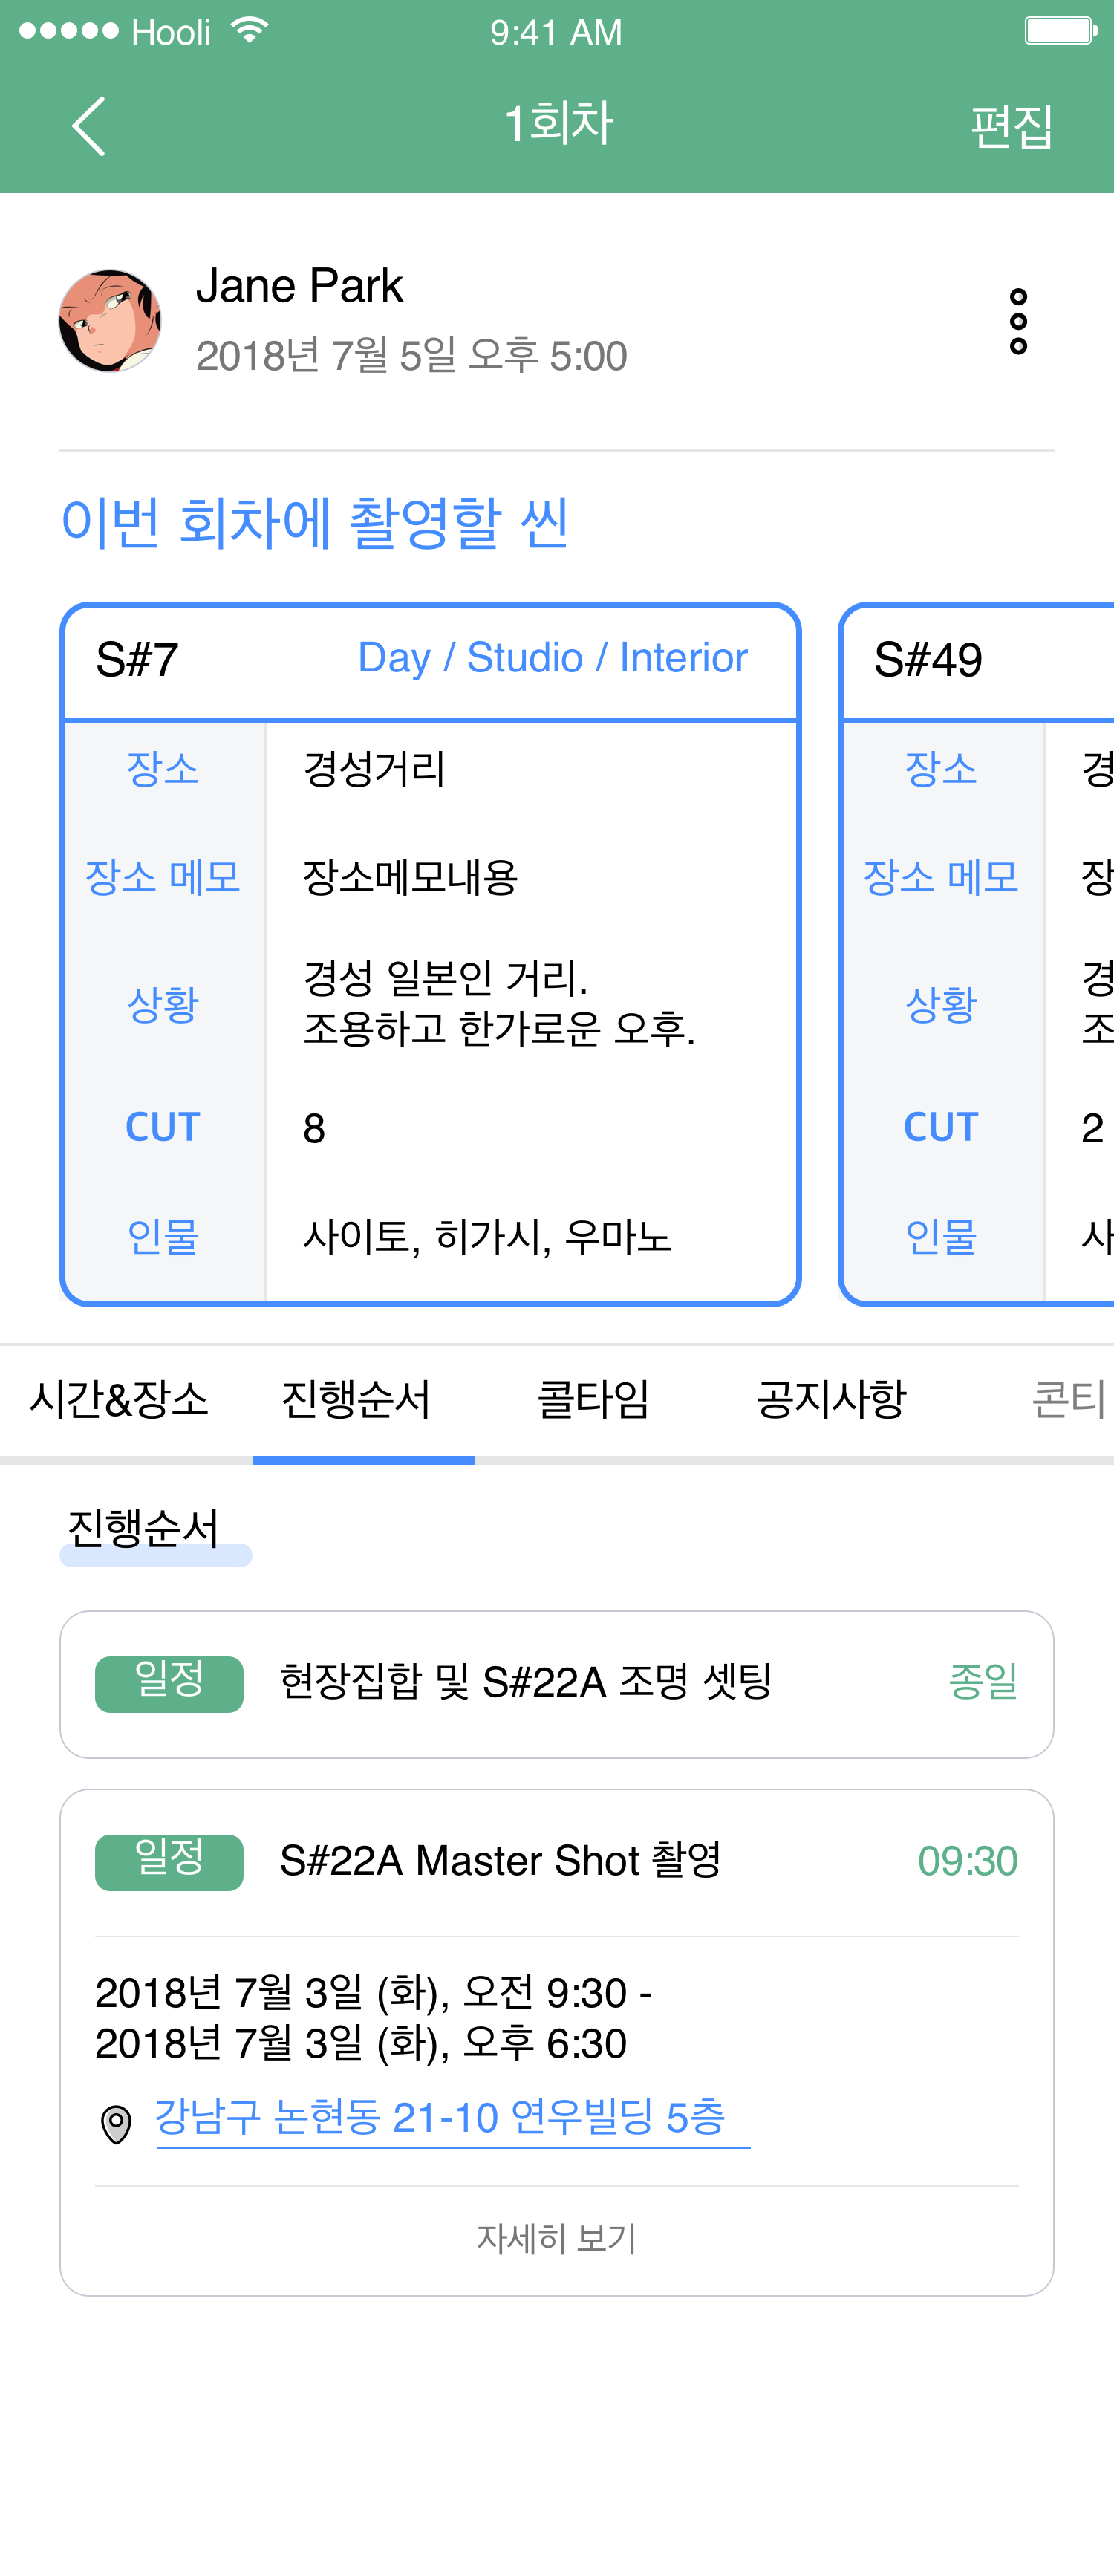 Hooli 9:41 AM
1회차 편집
Jane Park
2018년 7월 5일 오후 5:00
이번 회차에 촬영할 씬
S#7 Day / Studio / Interior
장소 경성거리
장소 메모 장소메모내용
상황 경성 일본인 거리.
조용하고 한가로운 오후.
CUT 8
인물 사이토, 히가시, 우마노
S#49
장소 경
장소 메모 장
상황 경
조
CUT 2
인물 사
시간&장소 진행순서 콜타임 공지사항 콘티
진행순서
일정 현장집합 및 S#22A 조명 셋팅 종일
일정 S#22A Master Shot 촬영 09:30
2018년 7월 3일 (화), 오전 9:30 -
2018년 7월 3일 (화), 오후 6:30
강남구 논현동 21-10 연우빌딩 5층
자세히 보기